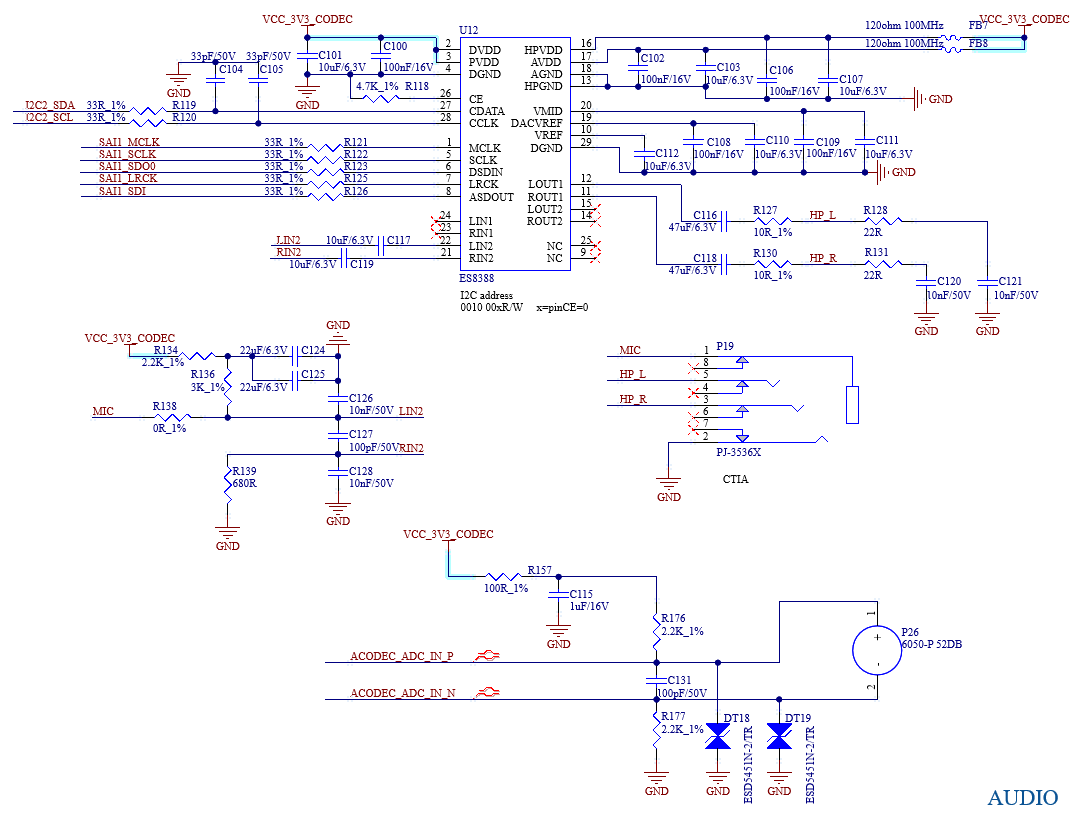 VCC_3V3_CODEC
U12
120ohm 100MHz FB7
VCC_3V3_CODEC
120ohm 100MHz FB8
33pF/50V 33pF/50V
C104 C105
GND
C101
10uF/6.3V
C100
100nF/16V
GND
4.7K_1% R118
2 DVDD
3 PVDD
4 DGND
26 CE
27 CDATA
28 CCLK
1 MCLK
5 SCLK
6 DSDIN
7 LRCK
8 ASDOUT
24 LIN1
23 RIN1
22 LIN2
21 RIN2
HPVDD 16
AVDD 17
AGND 18
HPGND 13
VMID 20
DACVREF 19
VREF 10
DGND 29
LOUT1 12
ROUT1 11
LOUT2 15
ROUT2 14
NC 25
NC 9
ES8388
I2C address
0010 00xR/W x=pinCE=0
I2C2_SDA 33R_1% R119
I2C2_SCL 33R_1% R120
SAI1_MCLK 33R_1% R121
SAI1_SCLK 33R_1% R122
SAI1_SDO0 33R_1% R123
SAI1_LRCK 33R_1% R125
SAI1_SDI 33R_1% R126
LIN2 10uF/6.3V C117
RIN2 10uF/6.3V C119
C102
100nF/16V
C103
10uF/6.3V
C106
100nF/16V
C107
10uF/6.3V
GND
C112
10uF/6.3V
C108
100nF/16V
C110
10uF/6.3V
C109
100nF/16V
C111
10uF/6.3V
GND
C116
47uF/6.3V
R127
10R_1%
HP_L
R128
22R
C118
47uF/6.3V
R130
10R_1%
HP_R
R131
22R
C120
10nF/50V
C121
10nF/50V
GND GND
VCC_3V3_CODEC
R134
2.2K_1%
R136
3K_1%
GND
22uF/6.3V C124
22uF/6.3V C125
C126
10nF/50V
MIC
R138
0R_1%
LIN2
C127
100pF/50V
RIN2
R139
680R
C128
10nF/50V
GND
GND
P19
MIC 1
8
HP_L 5
4
HP_R 3
6
7
2
PJ-3536X
CTIA
GND
VCC_3V3_CODEC
R157
100R_1%
C115
1uF/16V
GND
R176
2.2K_1%
ACODEC_ADC_IN_P
C131
100pF/50V
ACODEC_ADC_IN_N
R177
2.2K_1%
DT18
ESD5451N-2/TR
DT19
ESD5451N-2/TR
1
+
-
2
P26
6050-P 52DB
GND GND GND
AUDIO